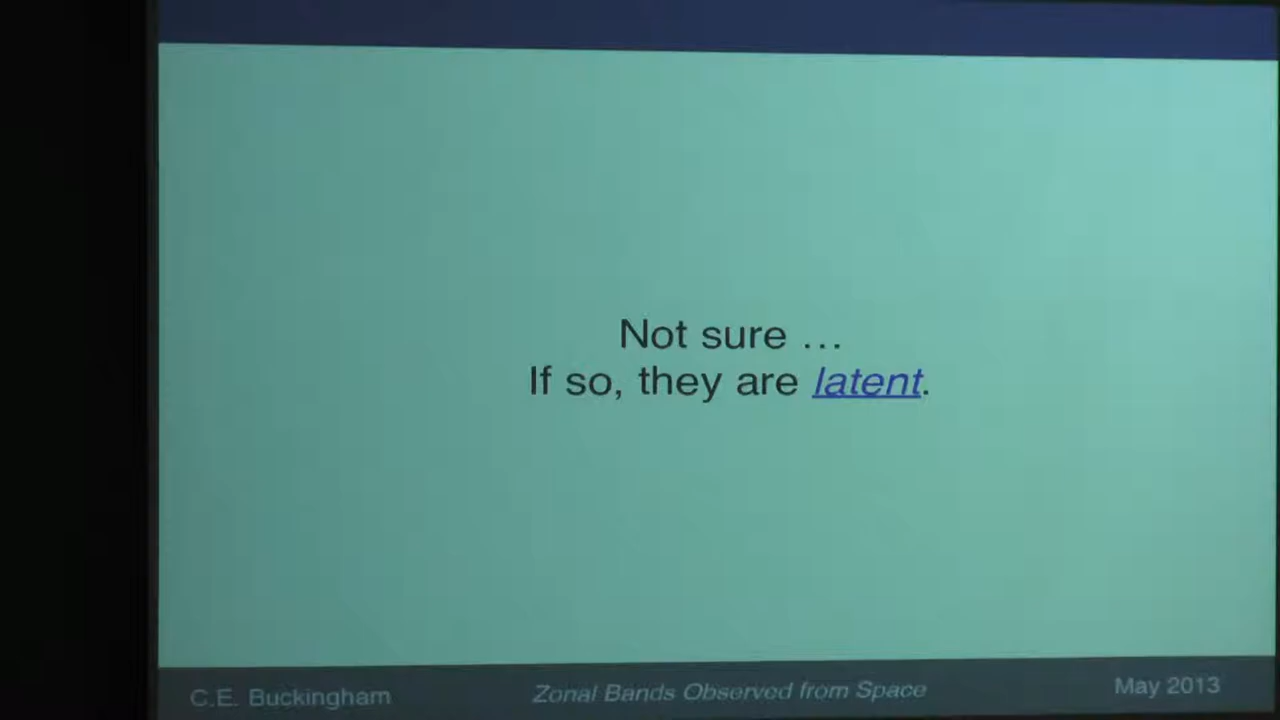 Not sure …
If so, they are latent.
C.E. Buckingham Zonal Bands Observed from Space May 2013